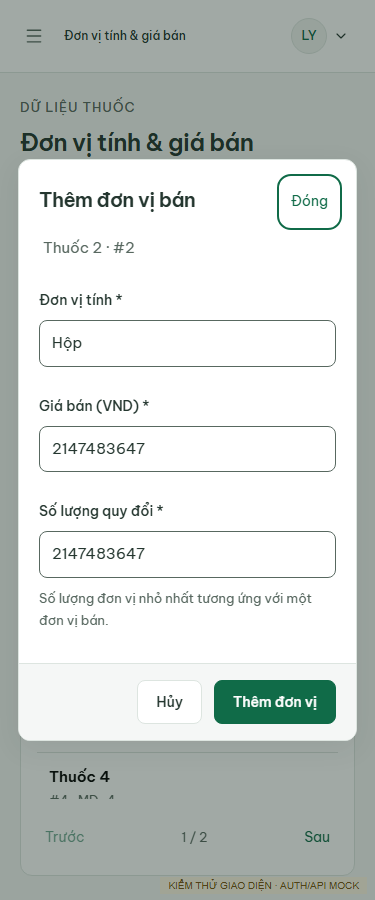 Đơn vị tính & giá bán
LY
DỮ LIỆU THUỐC
Đơn vị tính & giá bán
Thêm đơn vị bán
Đóng
Thuốc 2 · #2
Đơn vị tính *
Hộp
Giá bán (VND) *
2147483647
Số lượng quy đổi *
2147483647
Số lượng đơn vị nhỏ nhất tương ứng với một
đơn vị bán.
Hủy
Thêm đơn vị
Thuốc 4
Trước
1 / 2
Sau
KIỂM THỬ GIAO DIỆN · AUTH/API MOCK